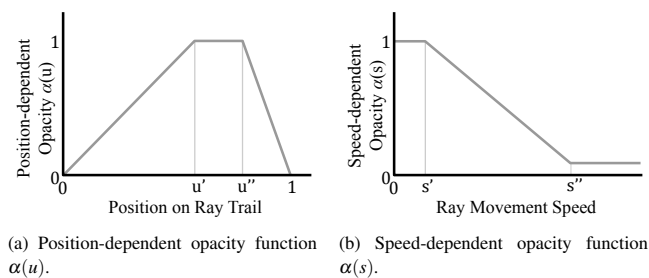 Position-dependent
Opacity α(u)
1
0
0
u'
u''
1
Position on Ray Trail
Speed-dependent
Opacity α(s)
1
0
0
s'
s''
Ray Movement Speed
(a) Position-dependent opacity function
α(u).
(b) Speed-dependent opacity function
α(s).